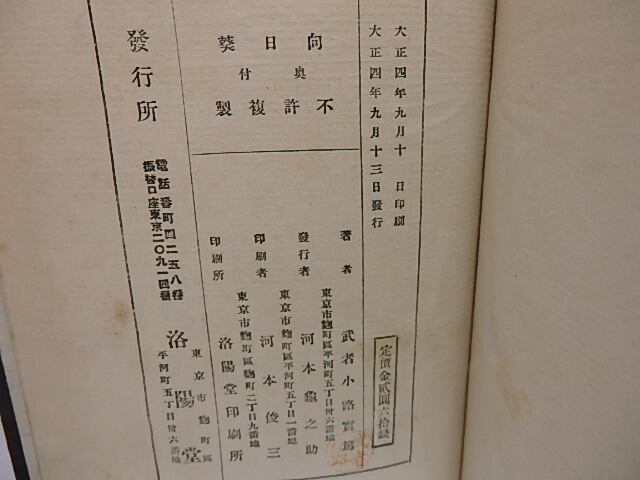 大正四年九月十　日印刷
大正四年九月十三日發行
定價金貳圓六拾錢
向日葵
奥付
不許複製
著者
東京市麴町區平河町五丁目卅六番地
武者小路實篤
發行者
東京市麴町區平河町五丁目一番地
河本龜之助
印刷者
東京市麴町區麴町二丁目九番地
河本俊三
印刷所
洛陽堂印刷所
發行所
東京市麴町區
平河町五丁目卅六番地
洛陽堂
電話番町四二五八番
振替口座東京二〇九一四番